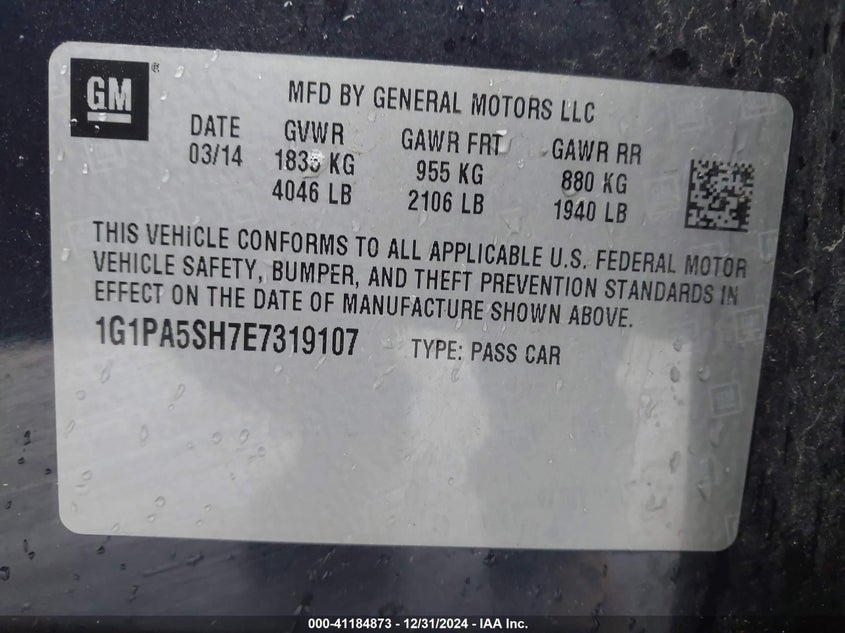 GM®
MFD BY GENERAL MOTORS LLC
DATE GVWR GAWR FRT GAWR RR
03/14 1835 KG 955 KG 880 KG
4046 LB 2106 LB 1940 LB
THIS VEHICLE CONFORMS TO ALL APPLICABLE U.S. FEDERAL MOTOR
VEHICLE SAFETY, BUMPER, AND THEFT PREVENTION STANDARDS IN
EFFECT ON THE DATE OF MANUFACTURE SHOWN ABOVE.
1G1PA5SH7E7319107 TYPE: PASS CAR
000-41184873 - 12/31/2024 - IAA Inc.